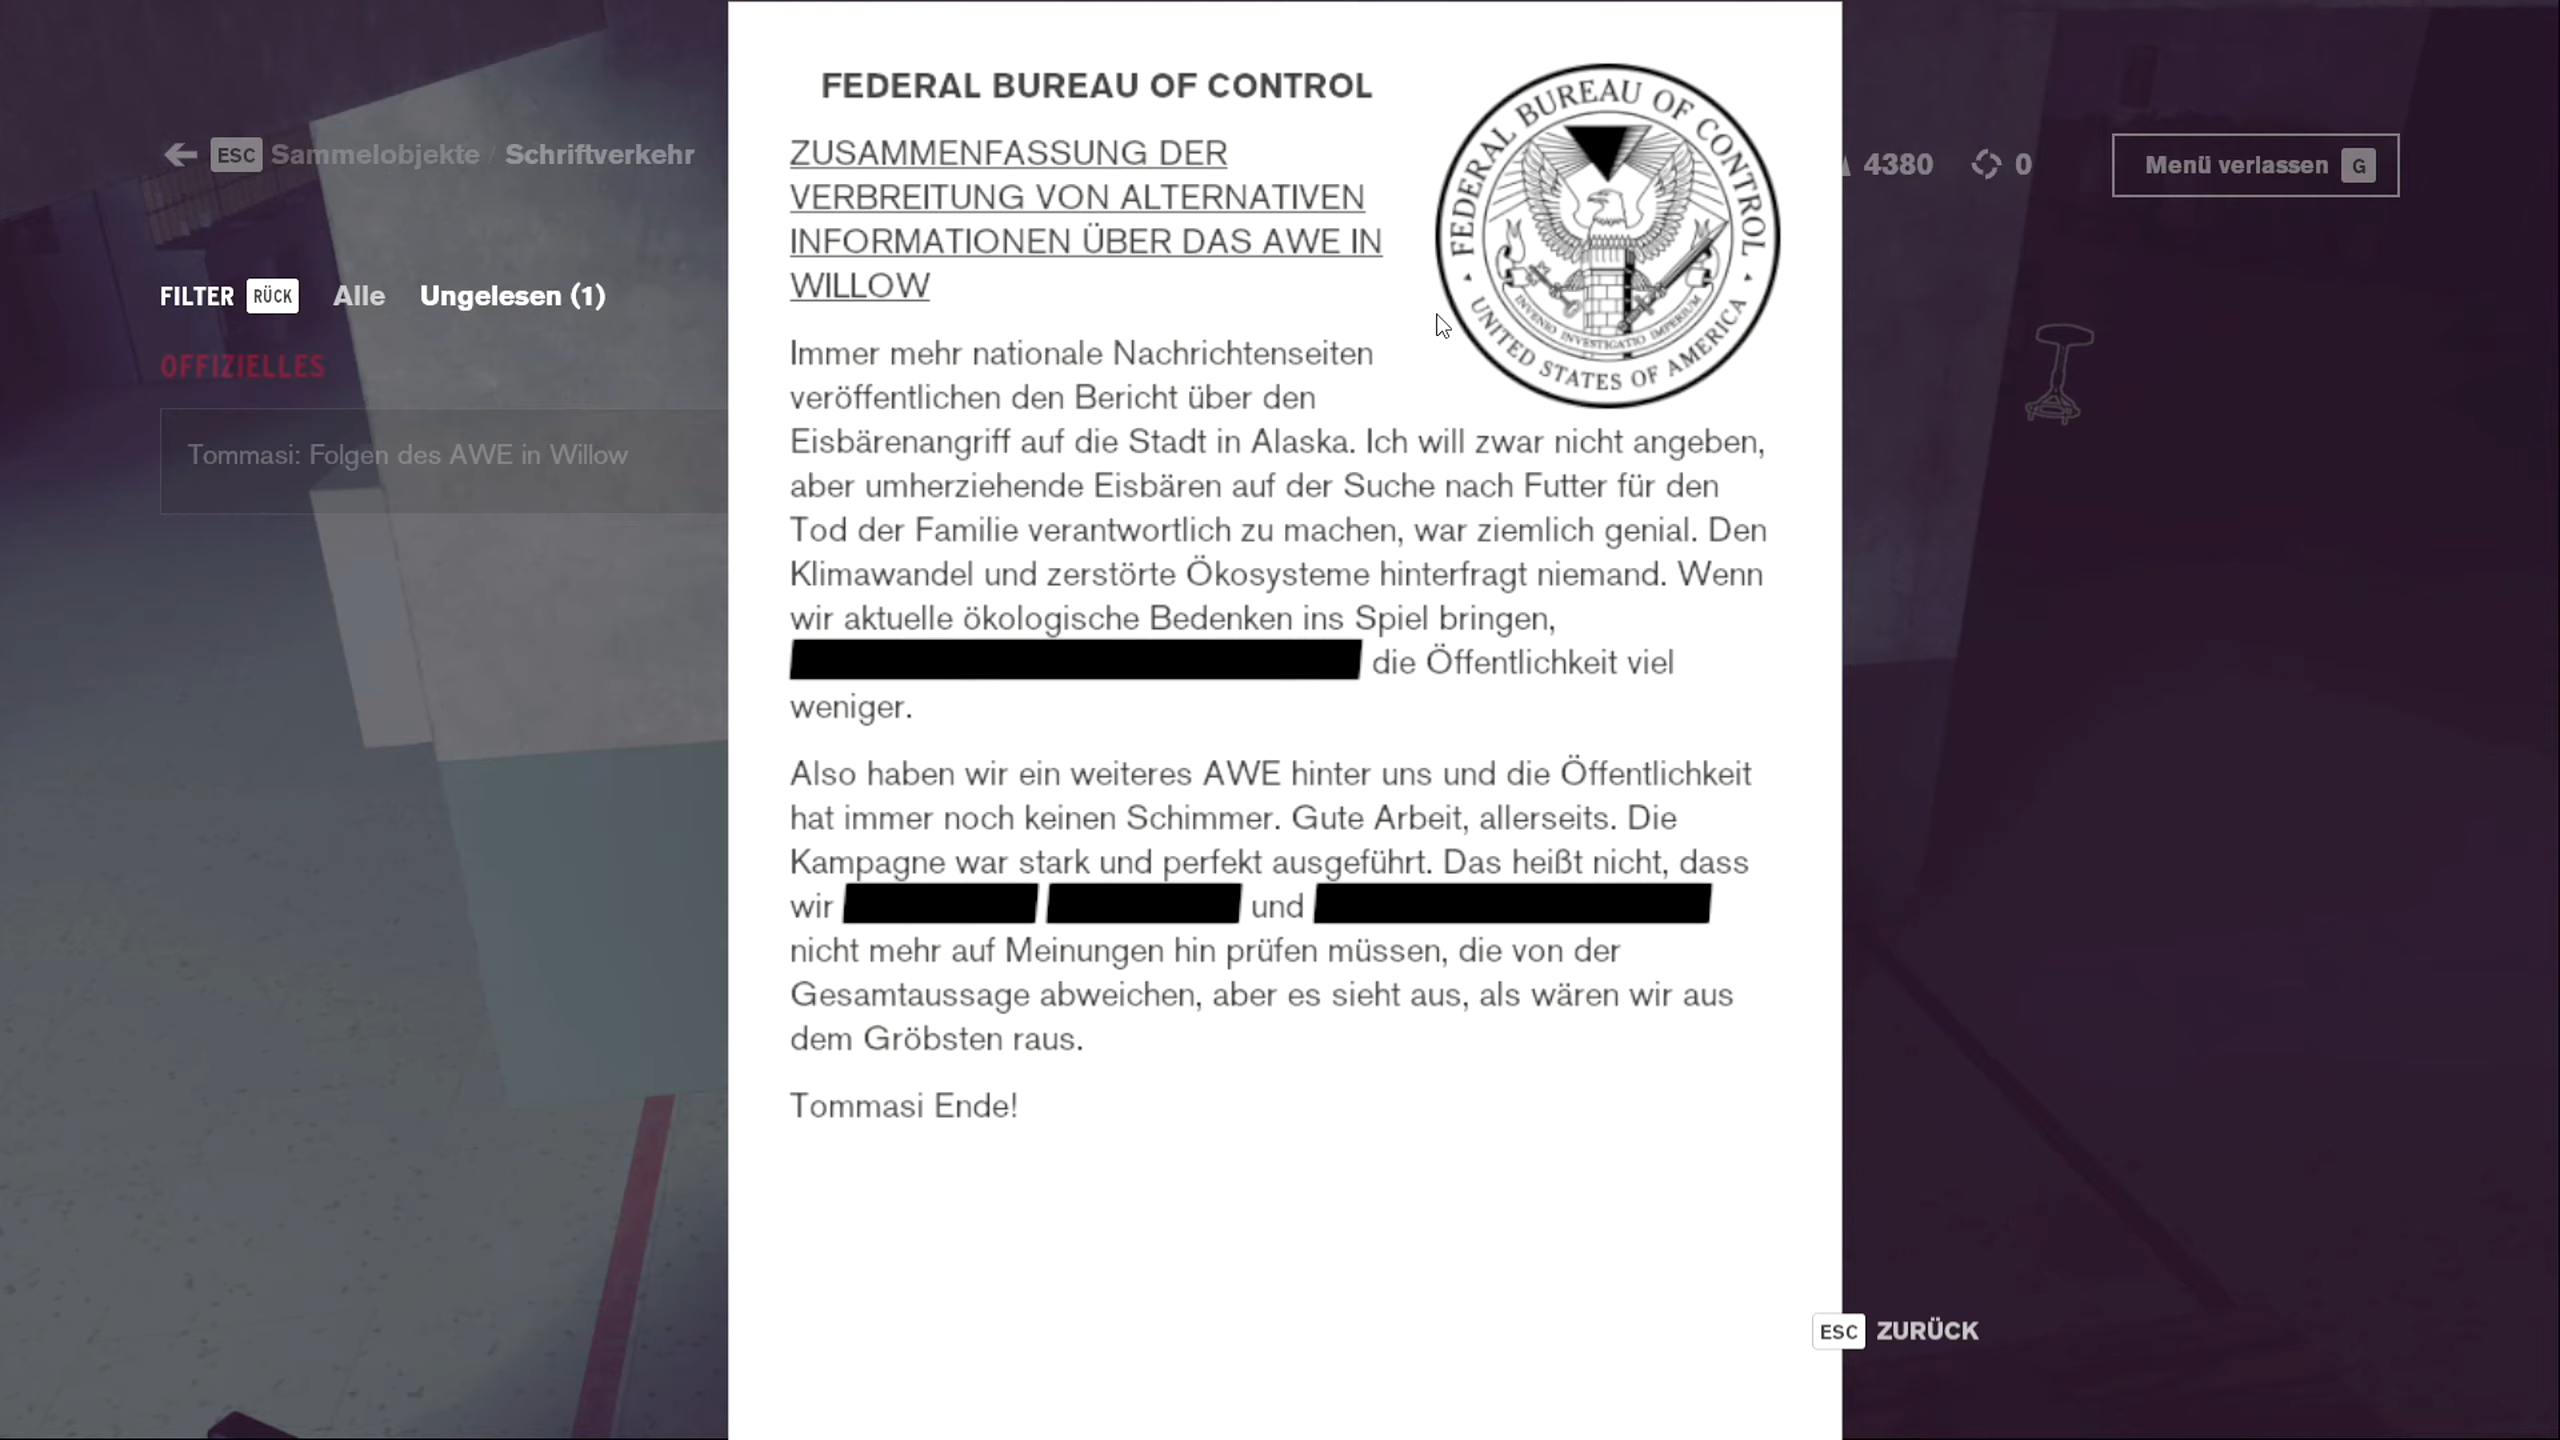 FEDERAL BUREAU OF CONTROL
ZUSAMMENFASSUNG DER
VERBREITUNG VON ALTERNATIVEN
INFORMATIONEN ÜBER DAS AWE IN
WILLOW
FEDERAL BUREAU OF CONTROL
UNITED STATES OF AMERICA
INVENIO INVESTIGATIO IMPERIUM
ESC Sammelobjekte / Schriftverkehr
4380 0
Menü verlassen G
FILTER RÜCK Alle Ungelesen (1)
OFFIZIELLES
Tommasi: Folgen des AWE in Willow
Immer mehr nationale Nachrichtenseiten
veröffentlichen den Bericht über den
Eisbärenangriff auf die Stadt in Alaska. Ich will zwar nicht angeben,
aber umherziehende Eisbären auf der Suche nach Futter für den
Tod der Familie verantwortlich zu machen, war ziemlich genial. Den
Klimawandel und zerstörte Ökosysteme hinterfragt niemand. Wenn
wir aktuelle ökologische Bedenken ins Spiel bringen,
die Öffentlichkeit viel
weniger.
Also haben wir ein weiteres AWE hinter uns und die Öffentlichkeit
hat immer noch keinen Schimmer. Gute Arbeit, allerseits. Die
Kampagne war stark und perfekt ausgeführt. Das heißt nicht, dass
wir und
nicht mehr auf Meinungen hin prüfen müssen, die von der
Gesamtaussage abweichen, aber es sieht aus, als wären wir aus
dem Gröbsten raus.
Tommasi Ende!
ESC ZURÜCK